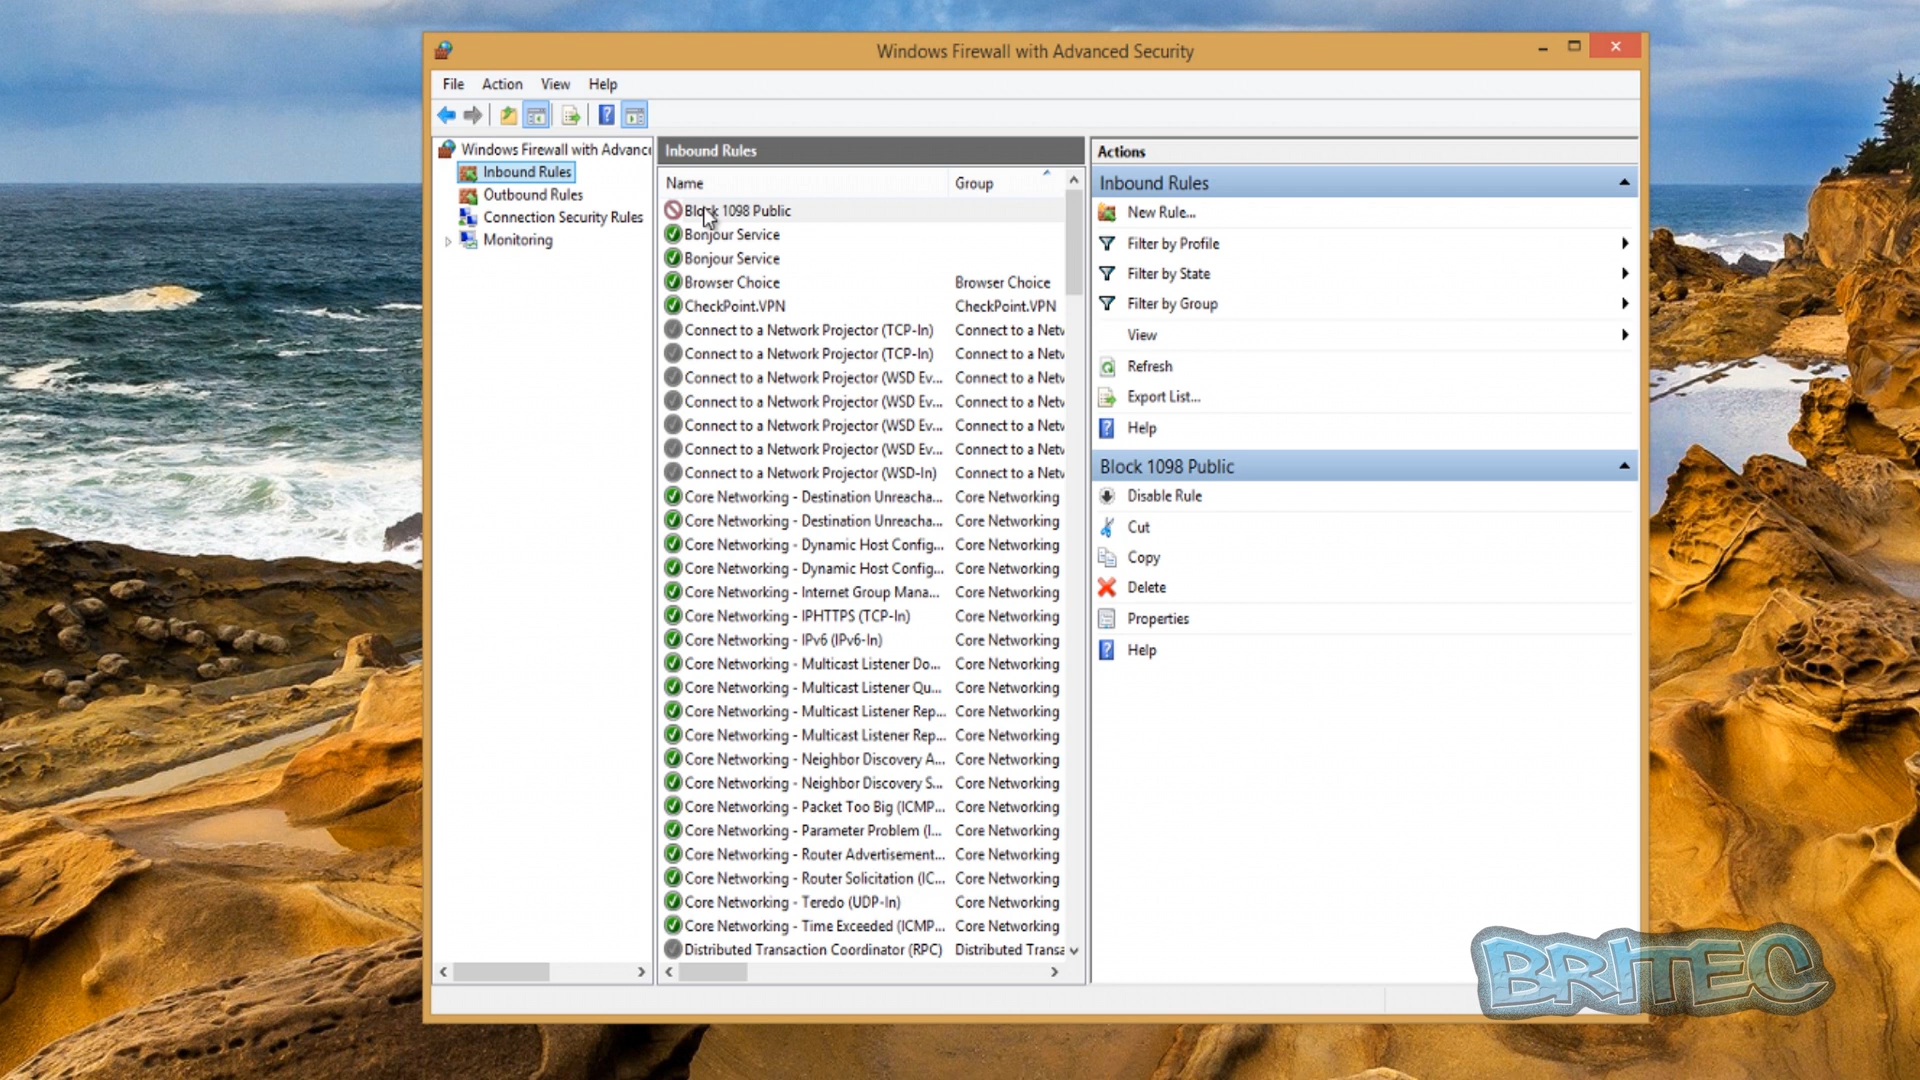 Windows Firewall with Advanced Security
File Action View Help
Windows Firewall with Advance
Inbound Rules
Outbound Rules
Connection Security Rules
Monitoring
Inbound Rules
Name Group
Block 1098 Public
Bonjour Service
Bonjour Service
Browser Choice Browser Choice
CheckPoint.VPN CheckPoint.VPN
Connect to a Network Projector (TCP-In) Connect to a Netv
Connect to a Network Projector (TCP-In) Connect to a Netv
Connect to a Network Projector (WSD Ev... Connect to a Netv
Connect to a Network Projector (WSD Ev... Connect to a Netv
Connect to a Network Projector (WSD Ev... Connect to a Netv
Connect to a Network Projector (WSD Ev... Connect to a Netv
Connect to a Network Projector (WSD-In) Connect to a Netv
Core Networking - Destination Unreacha... Core Networking
Core Networking - Destination Unreacha... Core Networking
Core Networking - Dynamic Host Config... Core Networking
Core Networking - Dynamic Host Config... Core Networking
Core Networking - Internet Group Mana... Core Networking
Core Networking - IPHTTPS (TCP-In) Core Networking
Core Networking - IPv6 (IPv6-In) Core Networking
Core Networking - Multicast Listener Do... Core Networking
Core Networking - Multicast Listener Qu... Core Networking
Core Networking - Multicast Listener Rep... Core Networking
Core Networking - Multicast Listener Rep... Core Networking
Core Networking - Neighbor Discovery A... Core Networking
Core Networking - Neighbor Discovery S... Core Networking
Core Networking - Packet Too Big (ICMP... Core Networking
Core Networking - Parameter Problem (I... Core Networking
Core Networking - Router Advertisement... Core Networking
Core Networking - Router Solicitation (IC... Core Networking
Core Networking - Teredo (UDP-In) Core Networking
Core Networking - Time Exceeded (ICMP... Core Networking
Distributed Transaction Coordinator (RPC) Distributed Transa
Actions
Inbound Rules
New Rule...
Filter by Profile
Filter by State
Filter by Group
View
Refresh
Export List...
Help
Block 1098 Public
Disable Rule
Cut
Copy
Delete
Properties
Help
BRITEC